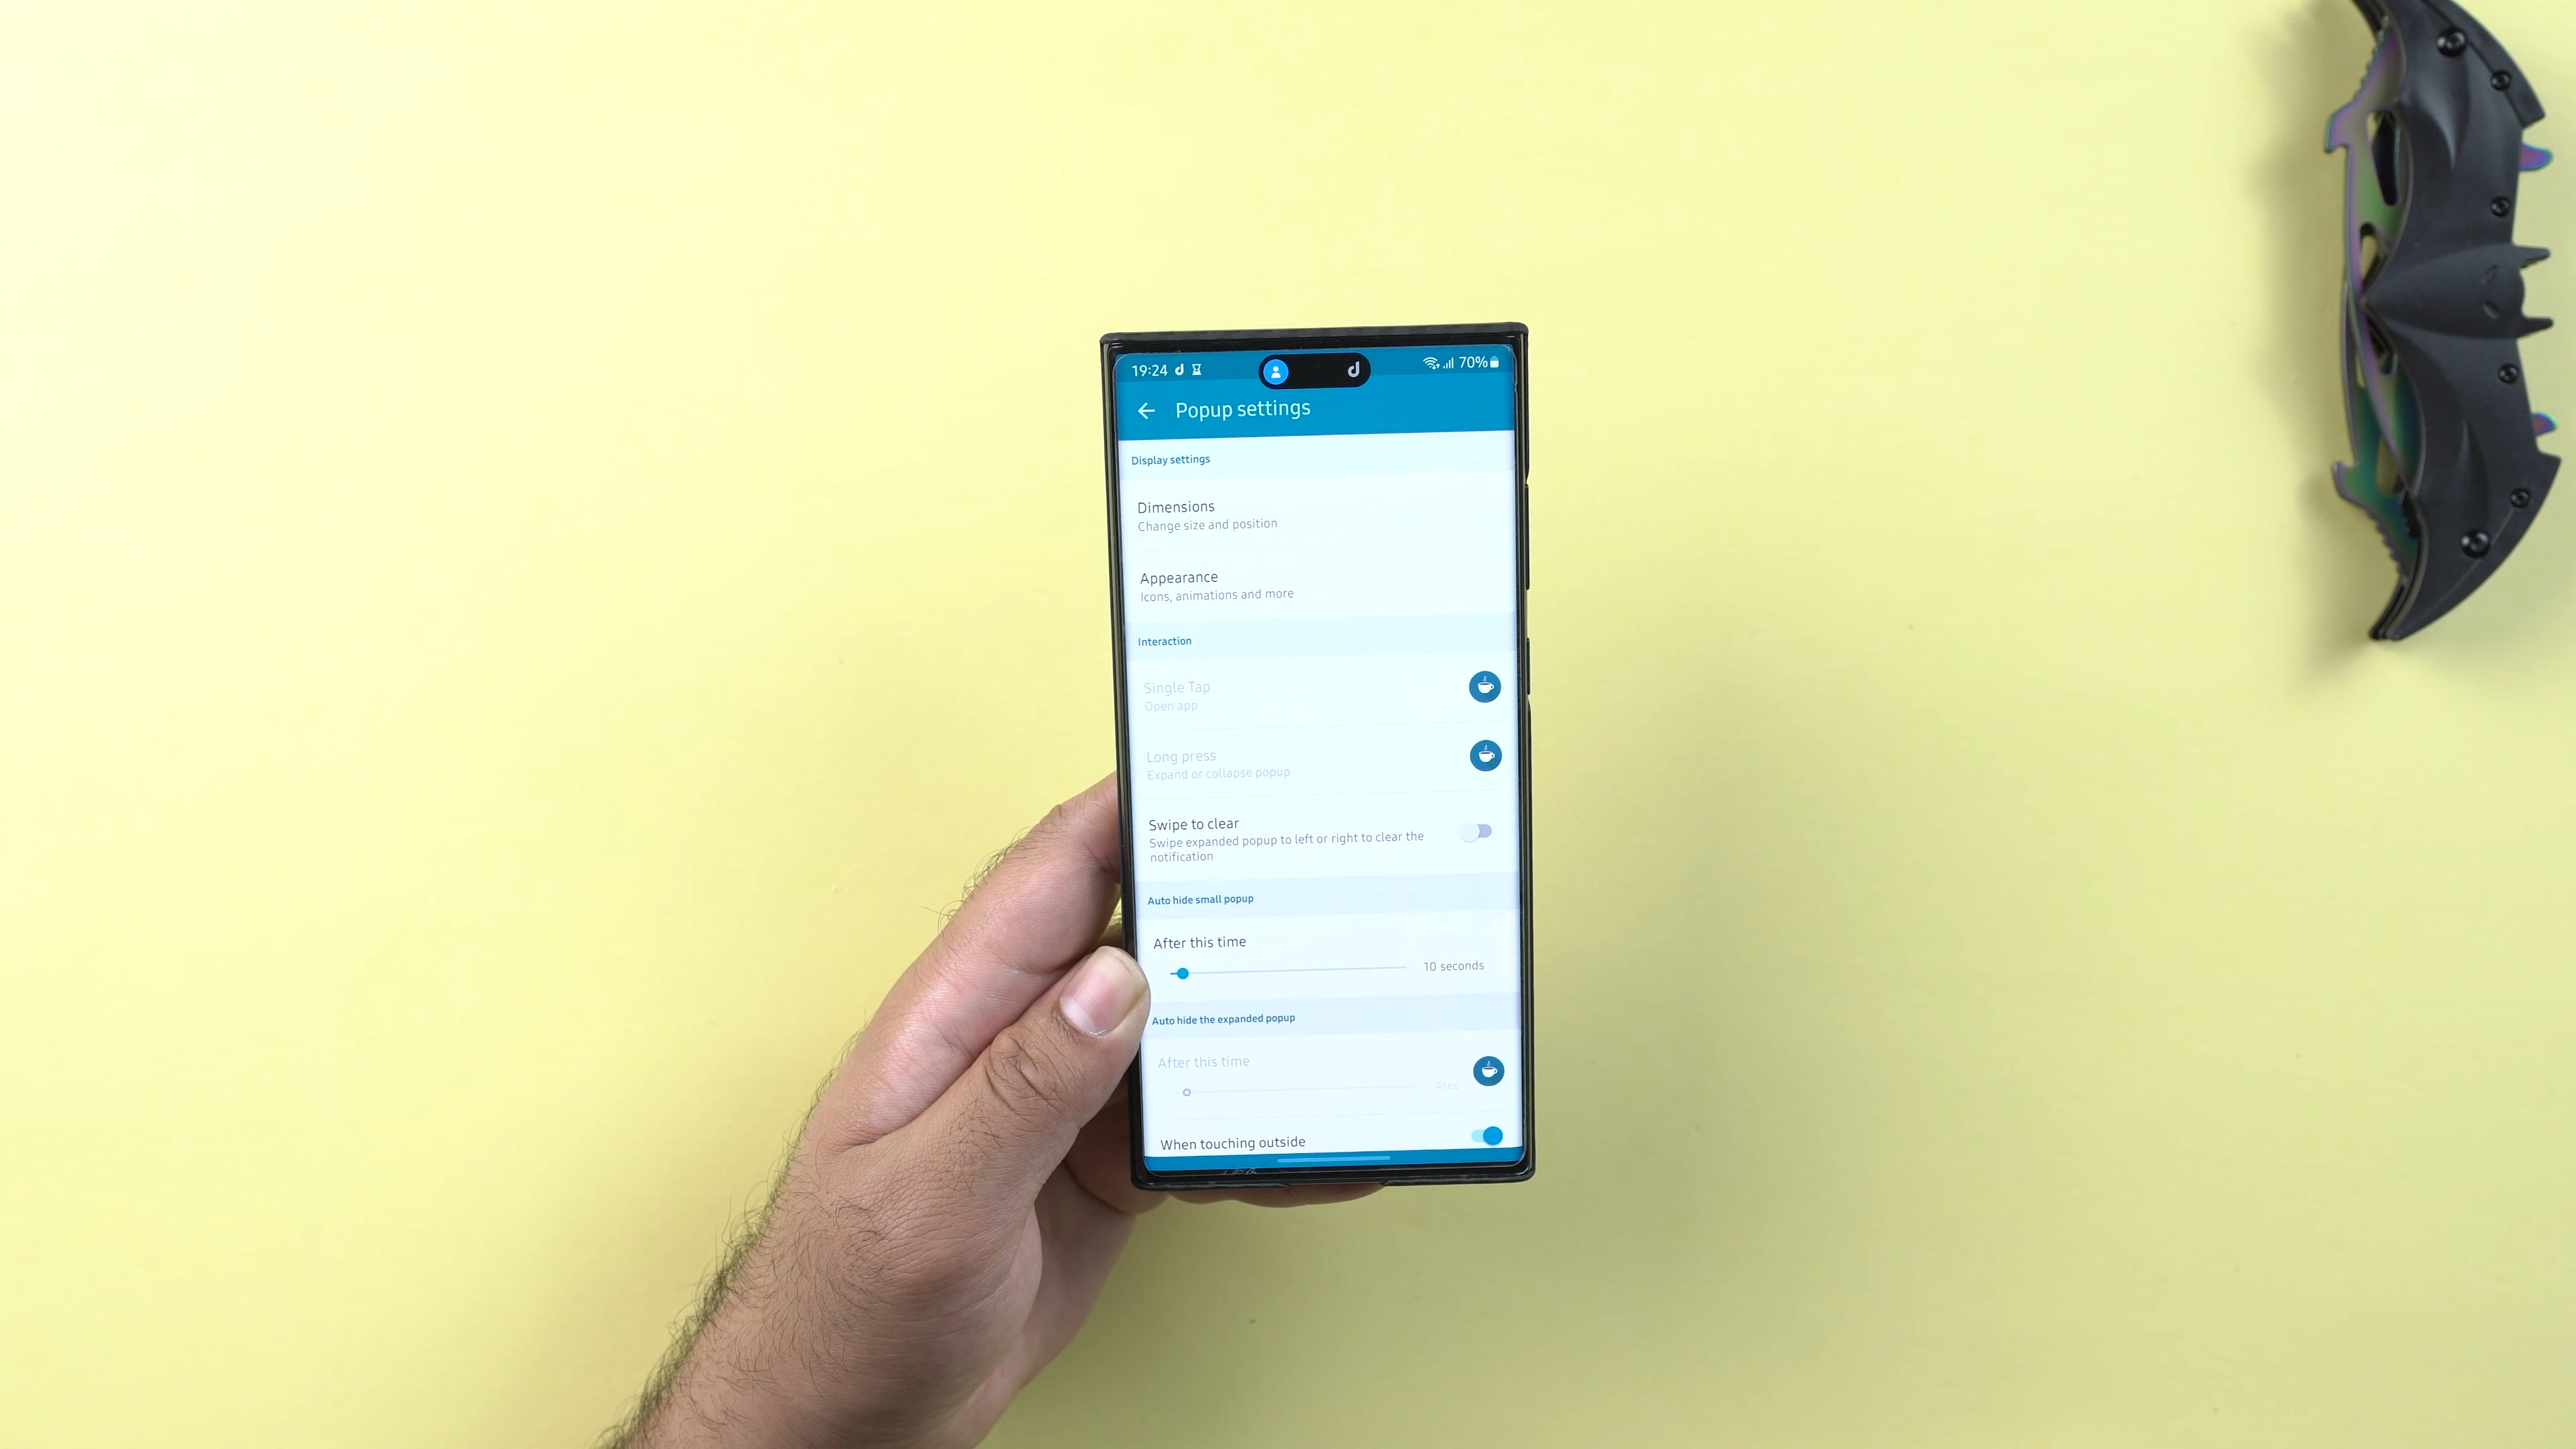 19:24 d
d
70%
Popup settings
Display settings
Dimensions
Change size and position
Appearance
Icons, animations and more
Interaction
Single Tap
Open app
Long press
Expand or collapse popup
Swipe to clear
Swipe expanded popup to left or right to clear the
notification
Auto hide small popup
After this time
10 seconds
Auto hide the expanded popup
After this time
4sec
When touching outside